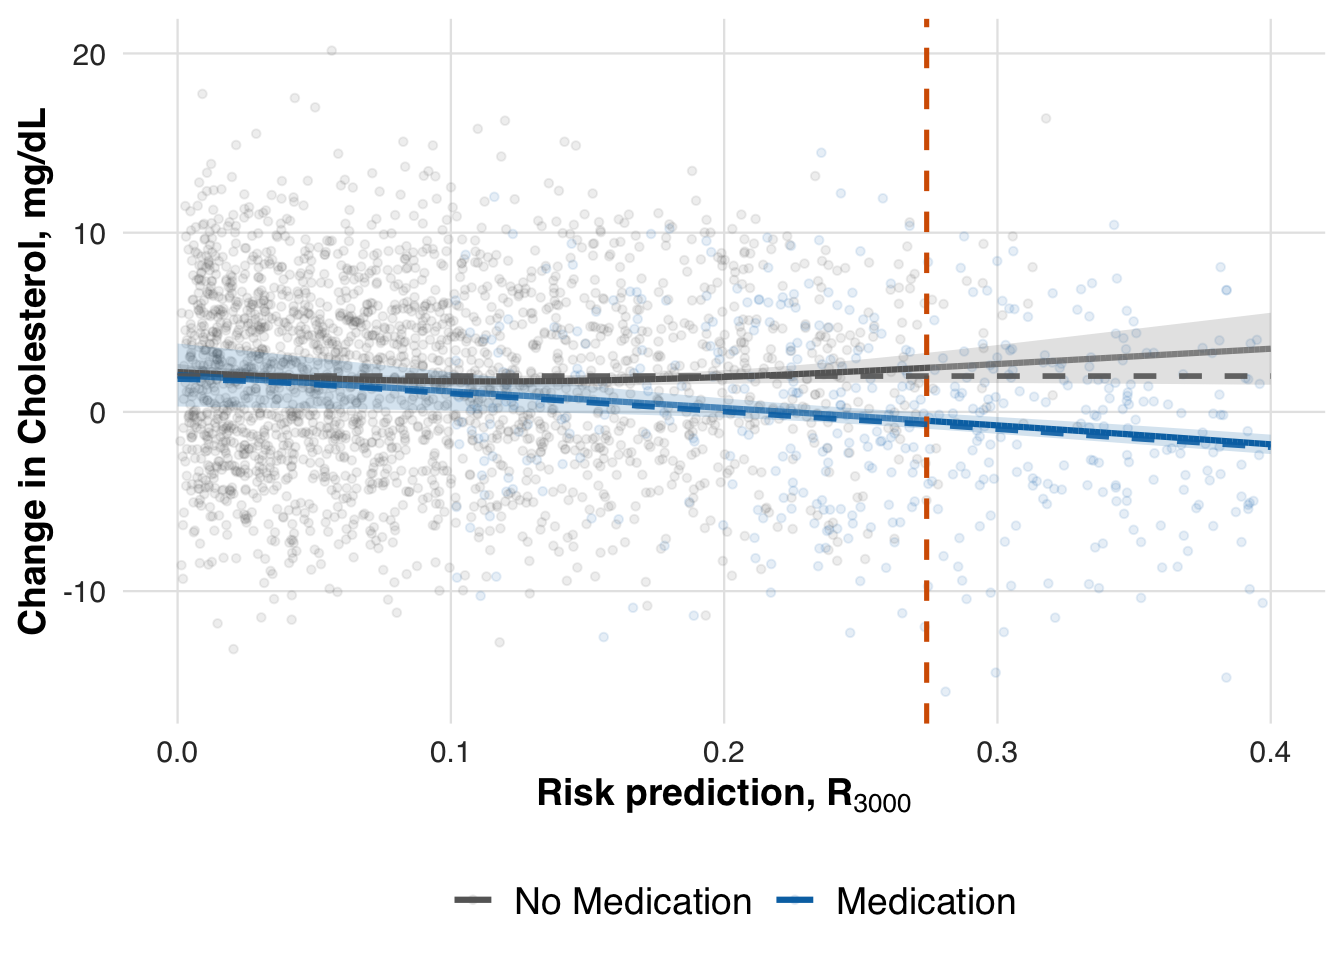 Change in Cholesterol, mg/dL
20
10
0
-10
0.0 0.1 0.2 0.3 0.4
Risk prediction, R3000
No Medication Medication